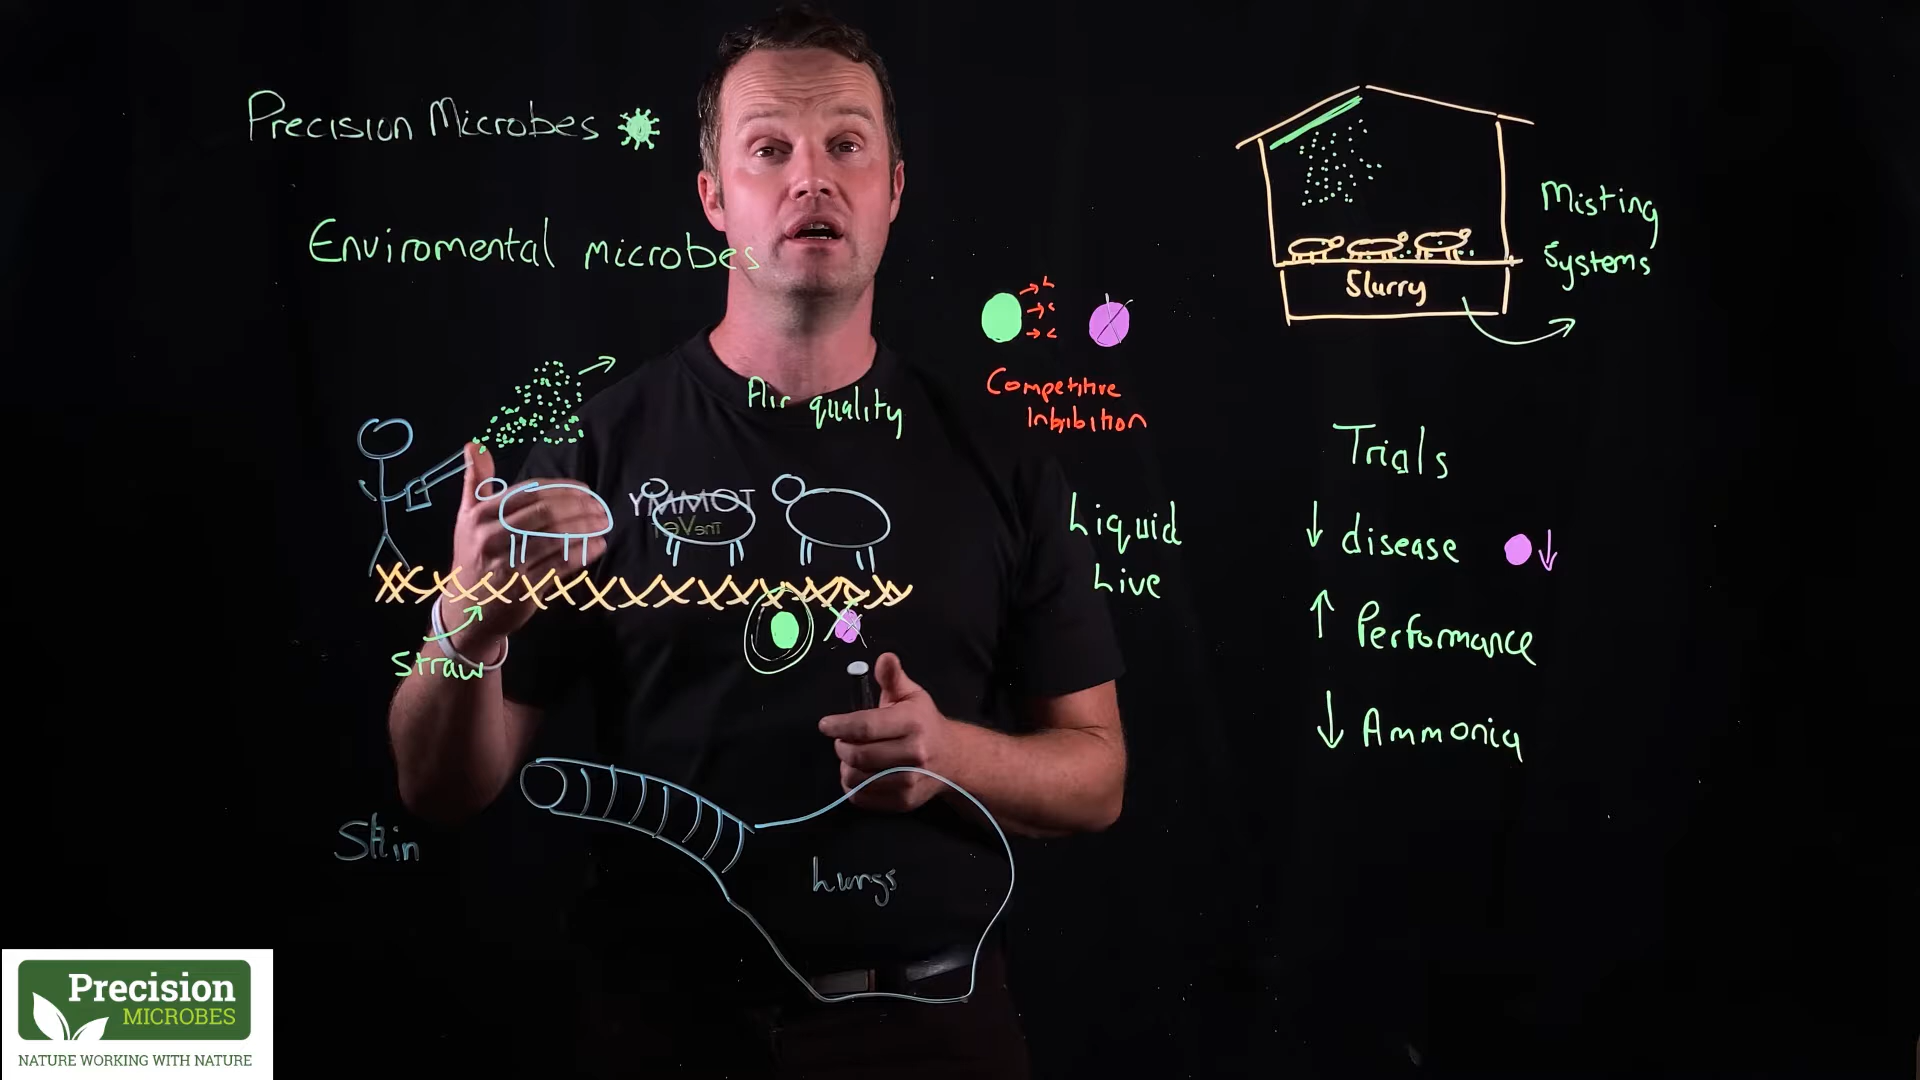 Precision Microbes
Enviromental microbes
Air quality
L
C
C
Competitive
Inhibition
Misting
Systems
Slurry
TOMMY
TheVet
Straw
Liquid
Live
Trials
↓ disease ↓
↑ Performance
↓ Ammonia
Skin
Lungs
Precision
MICROBES
NATURE WORKING WITH NATURE